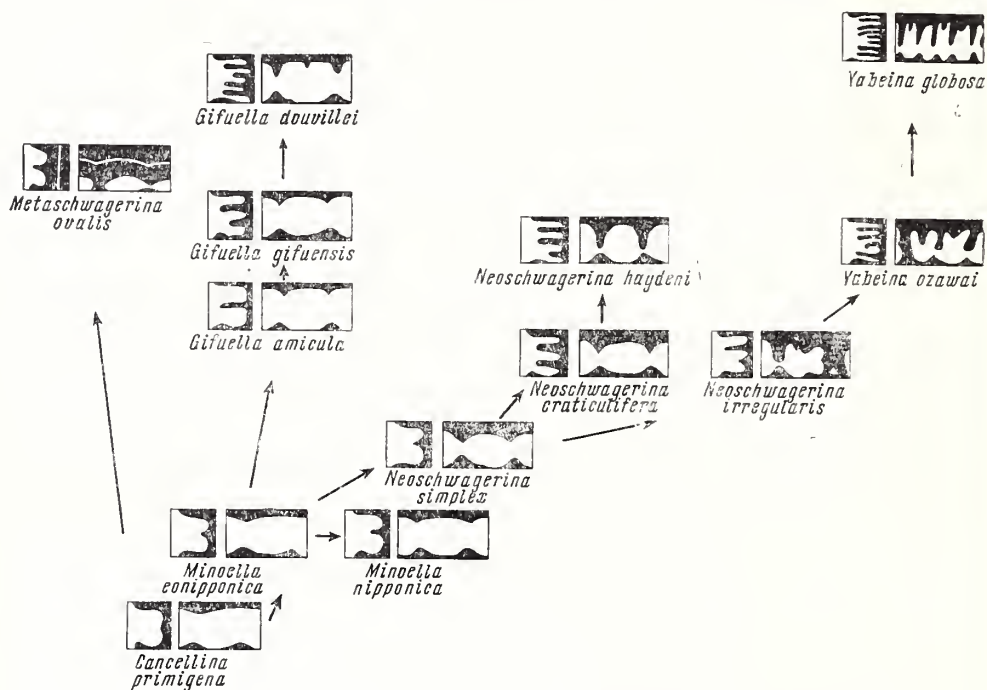 Yabeina globosa
Gifuella douvillei
Metaschwagerina
ovalis
Gifuella gifuensis
Neoschwagerina haydeni
Yabeina ozawai
Gifuella amicula
Neoschwagerina
craticulifera
Neoschwagerina
irregularis
Neoschwagerina
simplex
Minoella
eonipponica
Minoella
nipponica
Cancellina
primigena